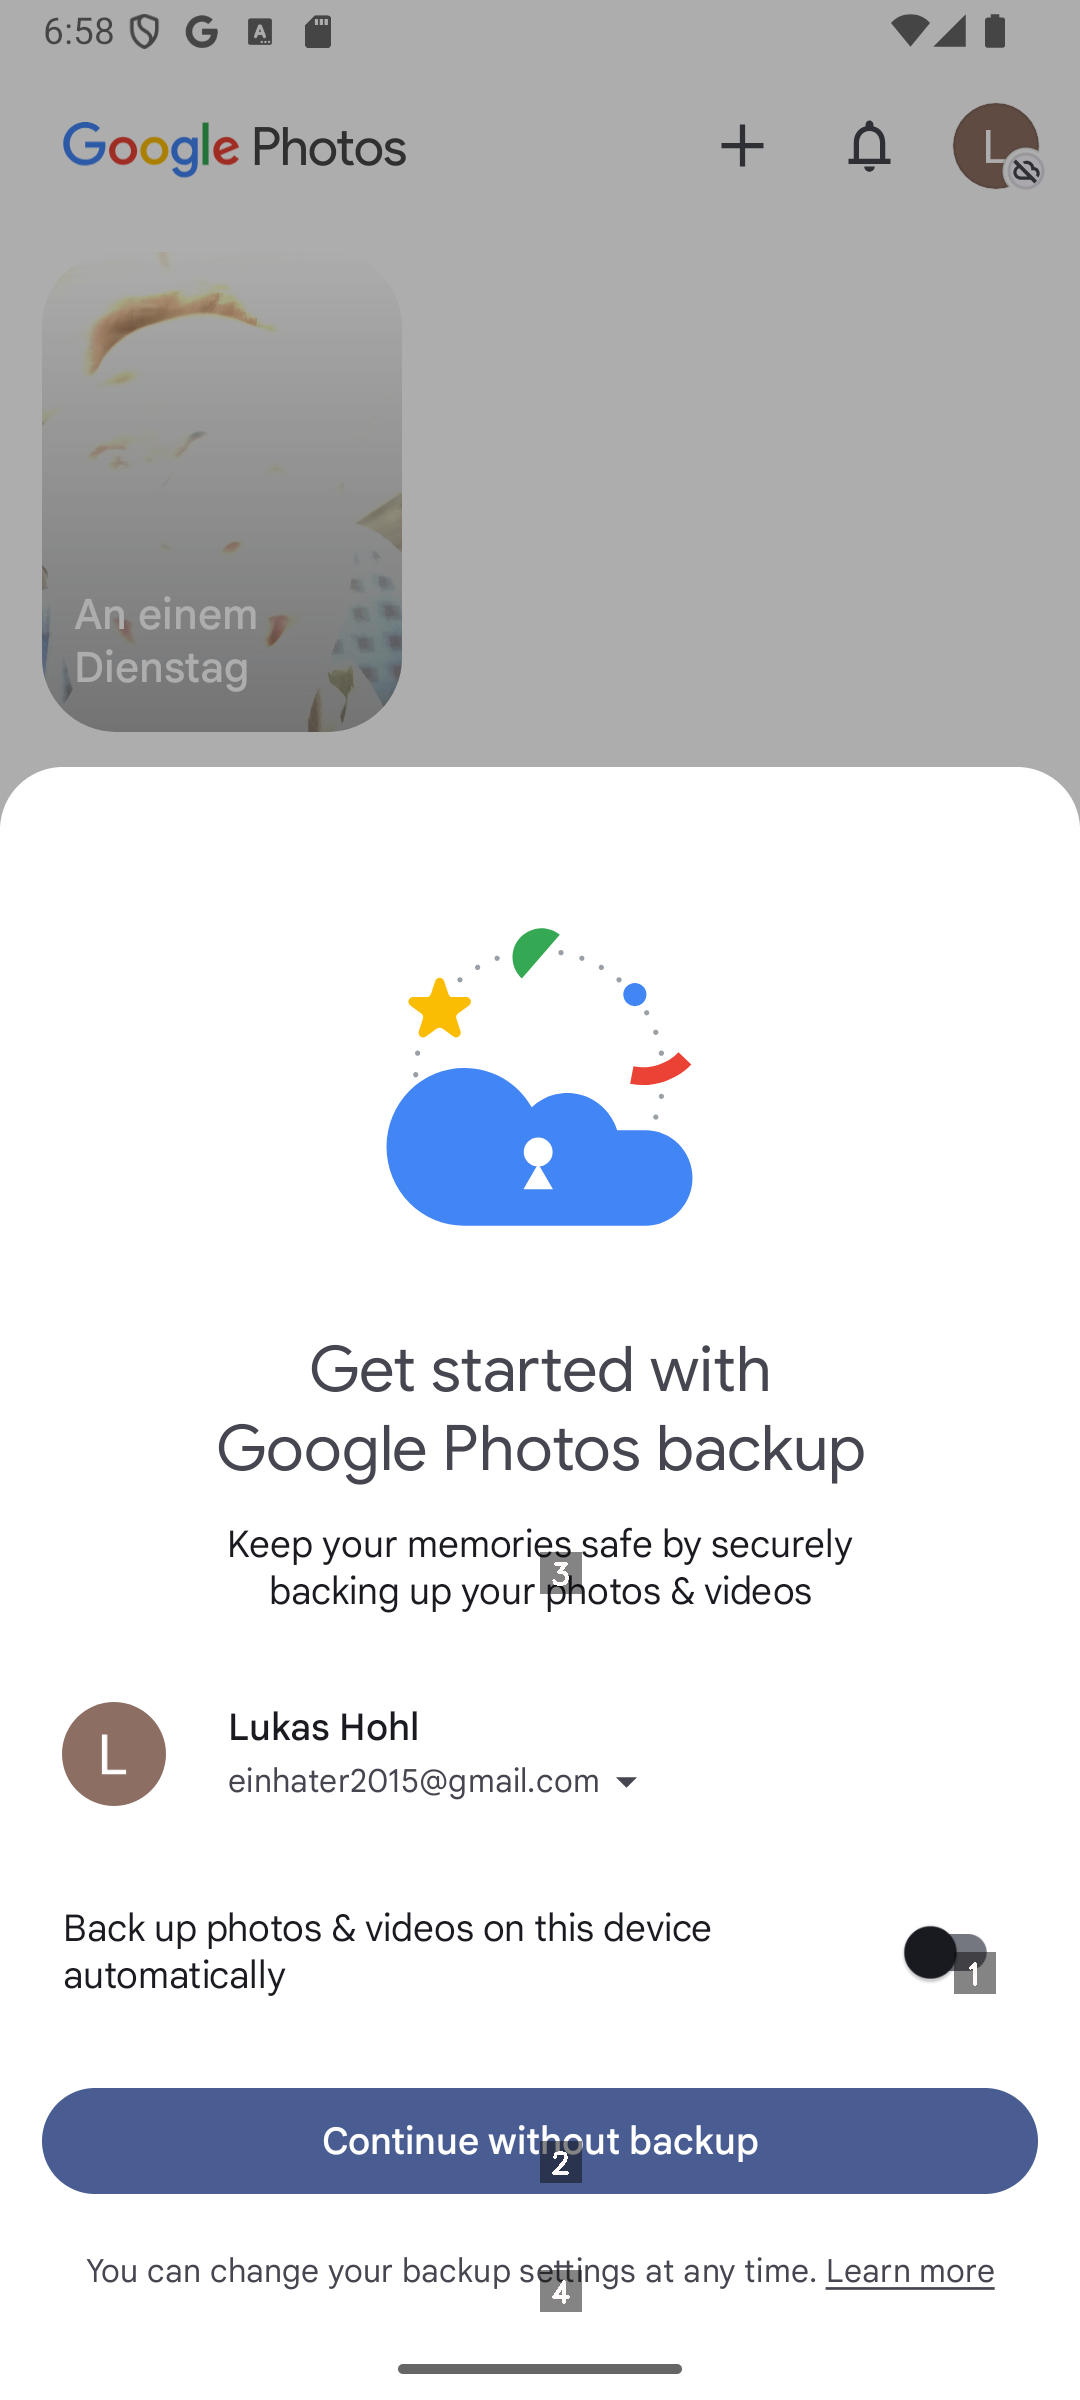 6:58
Google Photos
L
An einem
Dienstag
Get started with
Google Photos backup
Keep your memories safe by securely
backing up your photos & videos
3
L
Lukas Hohl
einhater2015@gmail.com
Back up photos & videos on this device
automatically
1
Continue without backup
2
You can change your backup settings at any time. Learn more
4